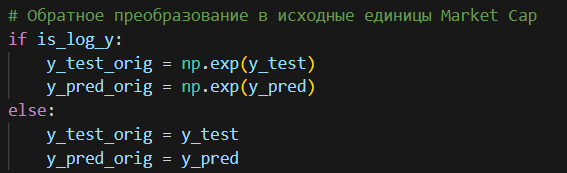 # Обратное преобразование в исходные единицы Market Cap
if is_log_y:
    y_test_orig = np.exp(y_test)
    y_pred_orig = np.exp(y_pred)
else:
    y_test_orig = y_test
    y_pred_orig = y_pred